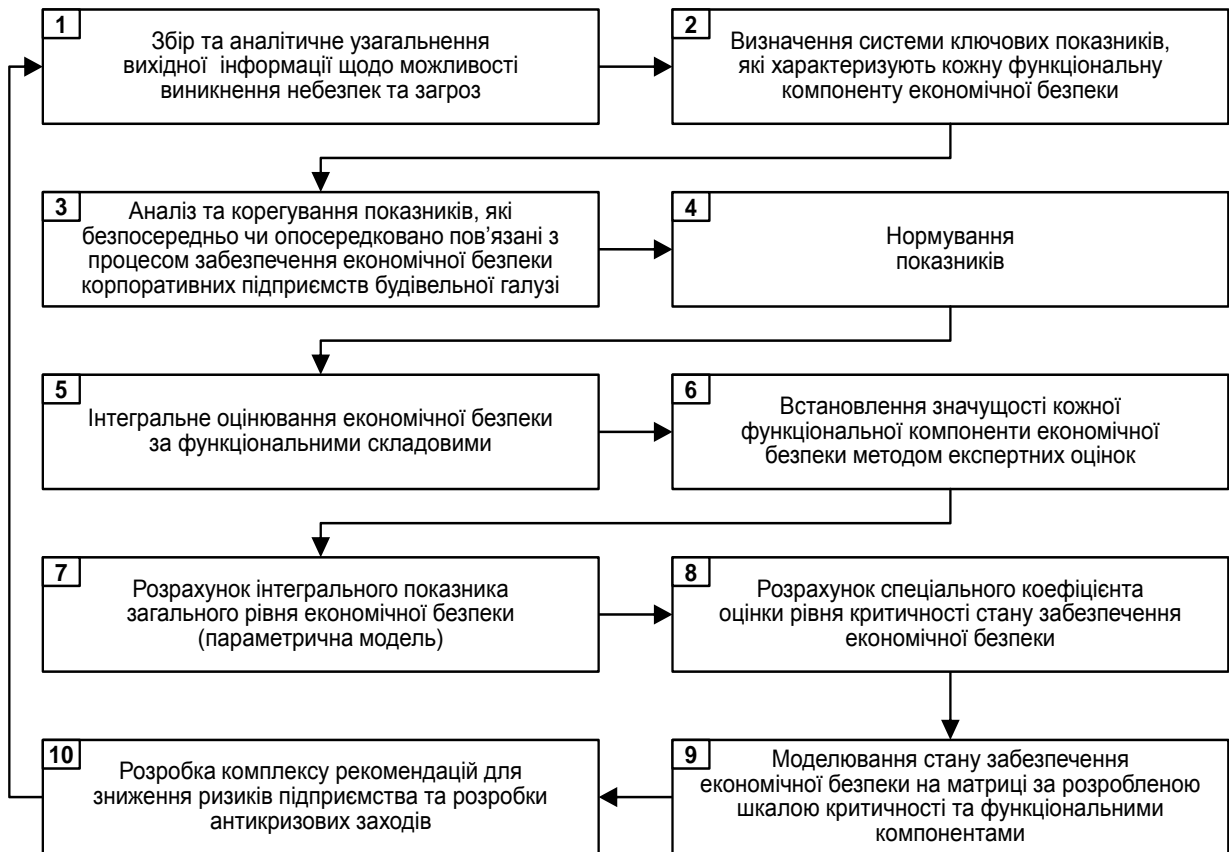 1
Збір та аналітичне узагальнення
вихідної інформації щодо можливості
виникнення небезпек та загроз
2
Визначення системи ключових показників,
які характеризують кожну функціональну
компоненту економічної безпеки
3
Аналіз та корегування показників, які
безпосередньо чи опосередковано пов’язані з
процесом забезпечення економічної безпеки
корпоративних підприємств будівельної галузі
4
Нормування
показників
5
Інтегральне оцінювання економічної безпеки
за функціональними складовими
6
Встановлення значущості кожної
функціональної компоненти економічної
безпеки методом експертних оцінок
7
Розрахунок інтегрального показника
загального рівня економічної безпеки
(параметрична модель)
8
Розрахунок спеціального коефіцієнта
оцінки рівня критичності стану забезпечення
економічної безпеки
10
Розробка комплексу рекомендацій для
зниження ризиків підприємства та розробки
антикризових заходів
9
Моделювання стану забезпечення
економічної безпеки на матриці за розробленою
шкалою критичності та функціональними
компонентами